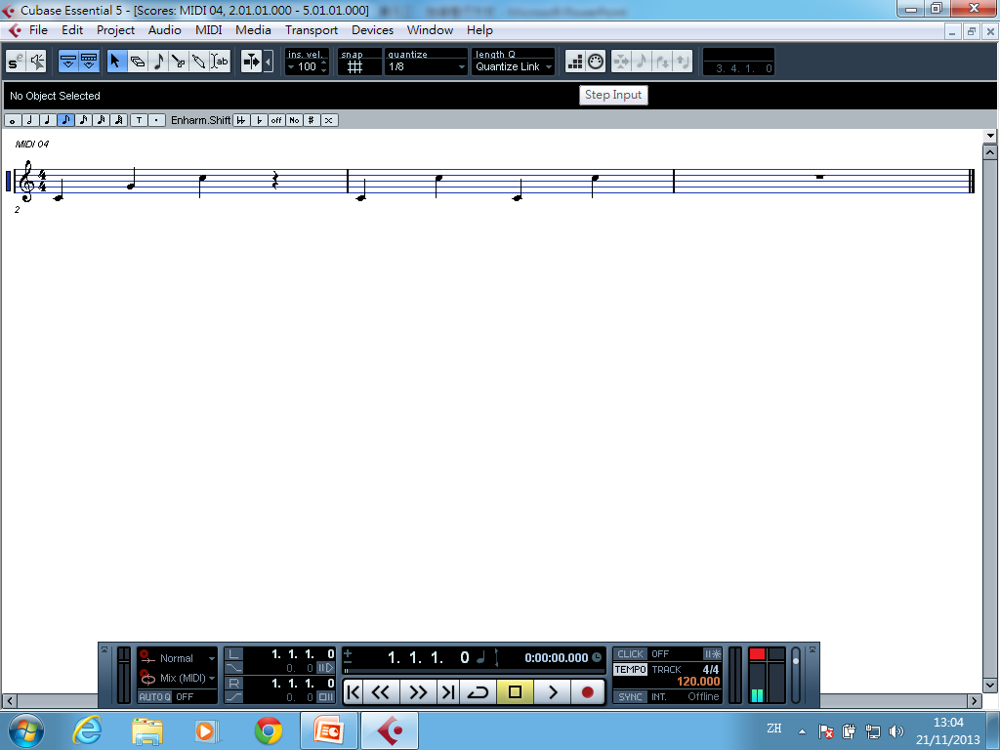 Cubase Essential 5 - [Scores: MIDI 04, 2.01.01.000 - 5.01.01.000]
File Edit Project Audio MIDI Media Transport Devices Window Help
ins. vel. snap quantize length Q
100 1/8 Quantize Link 3. 4. 1. 0
No Object Selected
Step Input
T Enharm.Shift bb b off No # x
MIDI 04
4
4
2
Normal L 1. 1. 1. 0 1. 1. 1. 0 0:00:00.000 CLICK OFF
0. 0 TEMPO TRACK 4/4
Mix (MIDI) R 1. 1. 1. 0 120.000
AUTO Q OFF 0. 0 SYNC INT. Offline
ZH 13:04
21/11/2013